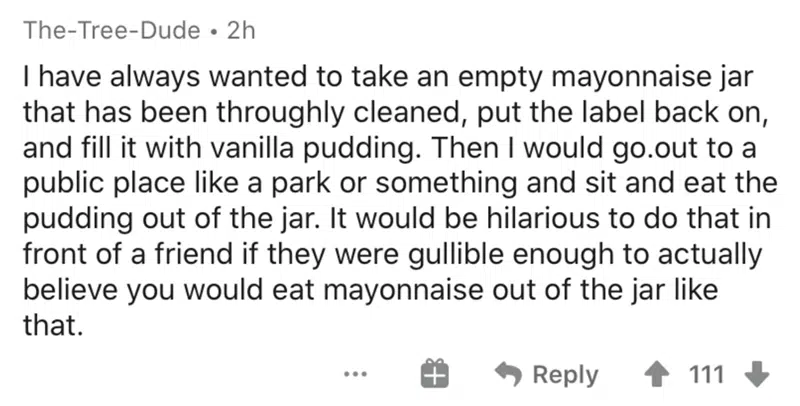 The-Tree-Dude • 2h
I have always wanted to take an empty mayonnaise jar
that has been throughly cleaned, put the label back on,
and fill it with vanilla pudding. Then I would go.out to a
public place like a park or something and sit and eat the
pudding out of the jar. It would be hilarious to do that in
front of a friend if they were gullible enough to actually
believe you would eat mayonnaise out of the jar like
that.
Reply 111